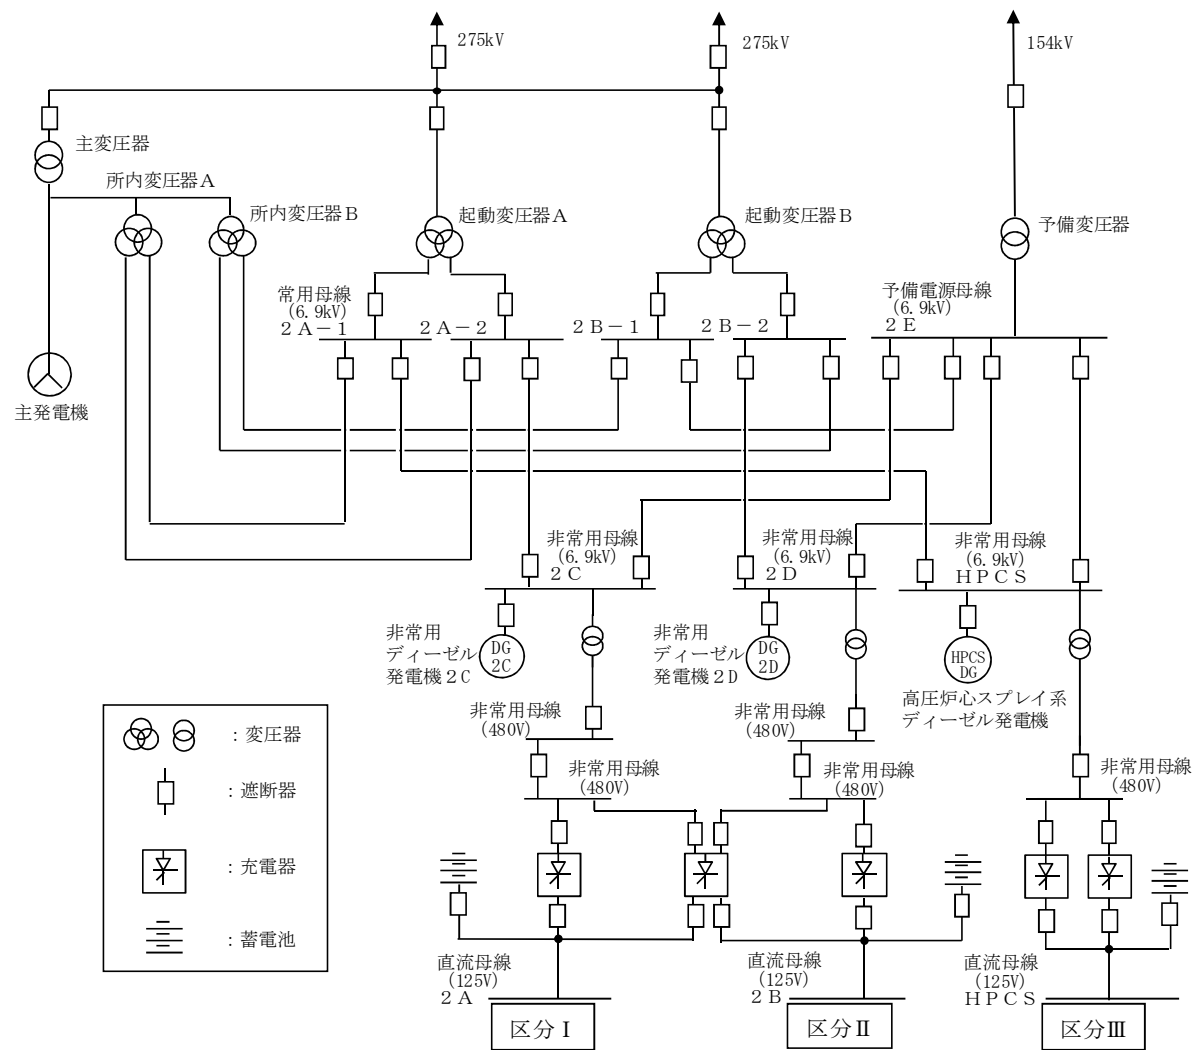 275kV
275kV
154kV
主変圧器
所内変圧器A
所内変圧器B
起動変圧器A
起動変圧器B
予備変圧器
常用母線
(6.9kV)
2A-1
2A-2
2B-1
2B-2
予備電源母線
(6.9kV)
2E
主発電機
非常用母線
(6.9kV)
2C
非常用母線
(6.9kV)
2D
非常用母線
(6.9kV)
HPCS
非常用
ディーゼル
発電機2C
DG
2C
非常用
ディーゼル
発電機2D
DG
2D
HPCS
DG
高圧炉心スプレイ系
ディーゼル発電機
非常用母線
(480V)
非常用母線
(480V)
非常用母線
(480V)
非常用母線
(480V)
非常用母線
(480V)
:変圧器
:遮断器
:充電器
:蓄電池
直流母線
(125V)
2A
直流母線
(125V)
2B
直流母線
(125V)
HPCS
区分Ⅰ
区分Ⅱ
区分Ⅲ